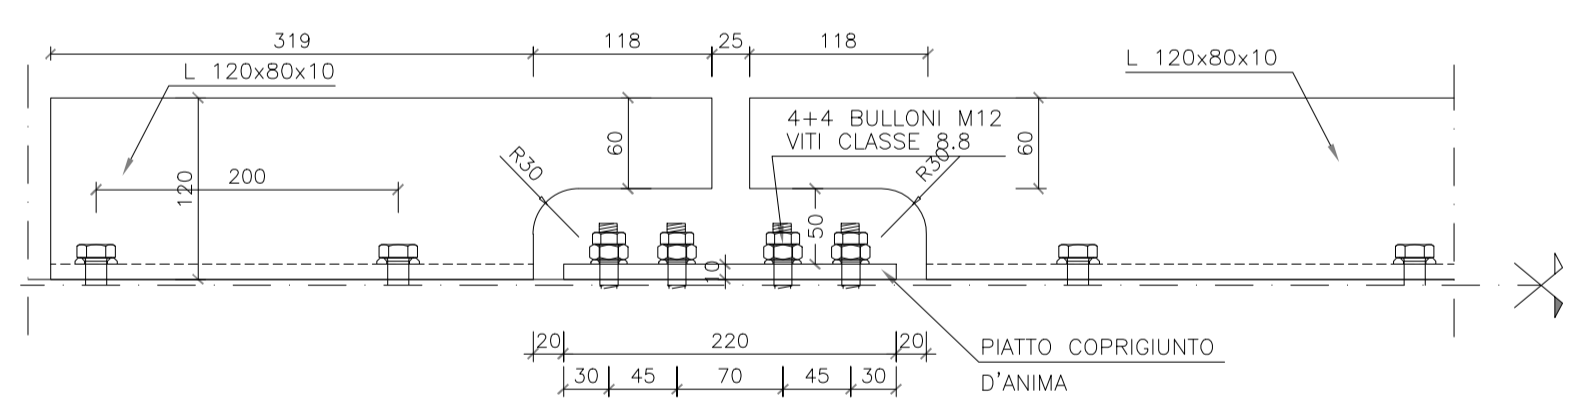 319
118
25
118
L 120x80x10
L 120x80x10
4+4 BULLONI M12
VITI CLASSE 8.8
60
60
R30
R30
200
120
50
10
20
220
20
PIATTO COPRIGIUNTO
D'ANIMA
30
45
70
45
30